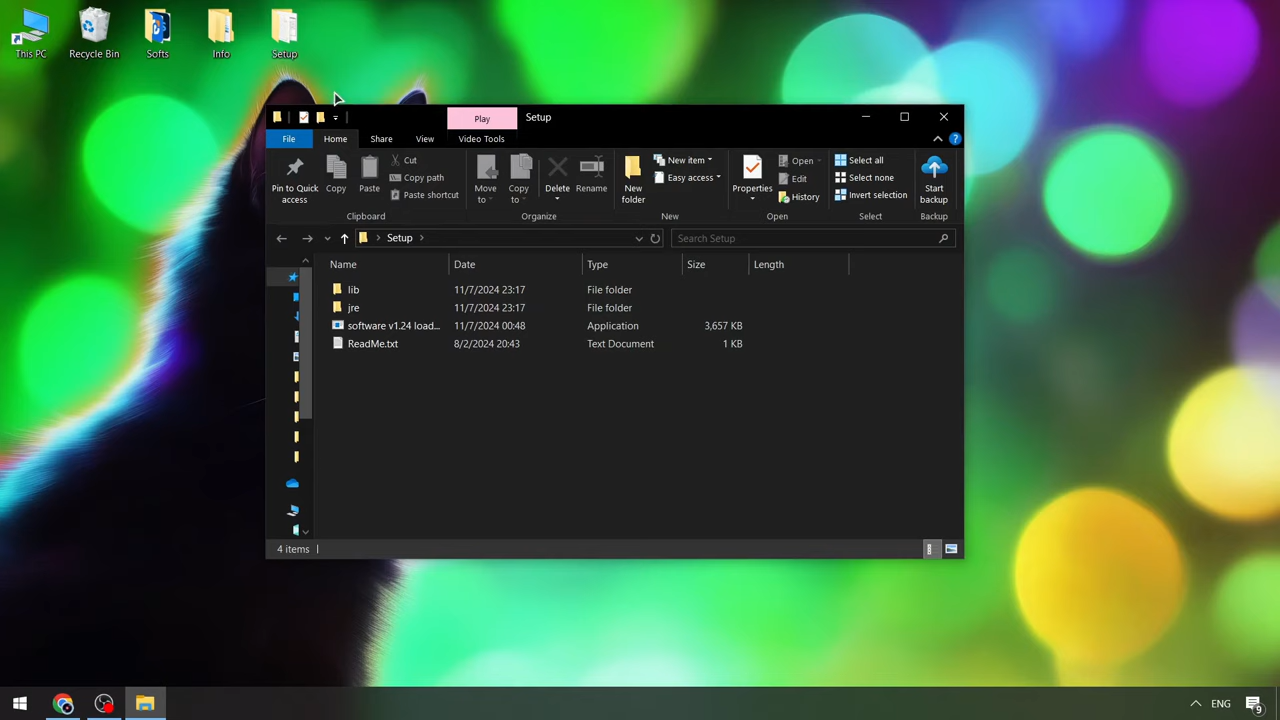 This PC
Recycle Bin
Softs
Info
Setup
Play
Setup
File
Home
Share
View
Video Tools
Pin to Quick access
Copy
Paste
Cut
Copy path
Paste shortcut
Move to
Copy to
Delete
Rename
New folder
New item
Easy access
Properties
Open
Edit
History
Select all
Select none
Invert selection
Start backup
Clipboard
Organize
New
Open
Select
Backup
Setup
Search Setup
Name Date Type Size Length
lib 11/7/2024 23:17 File folder
jre 11/7/2024 23:17 File folder
software v1.24 load... 11/7/2024 00:48 Application 3,657 KB
ReadMe.txt 8/2/2024 20:43 Text Document 1 KB
4 items
ENG
9